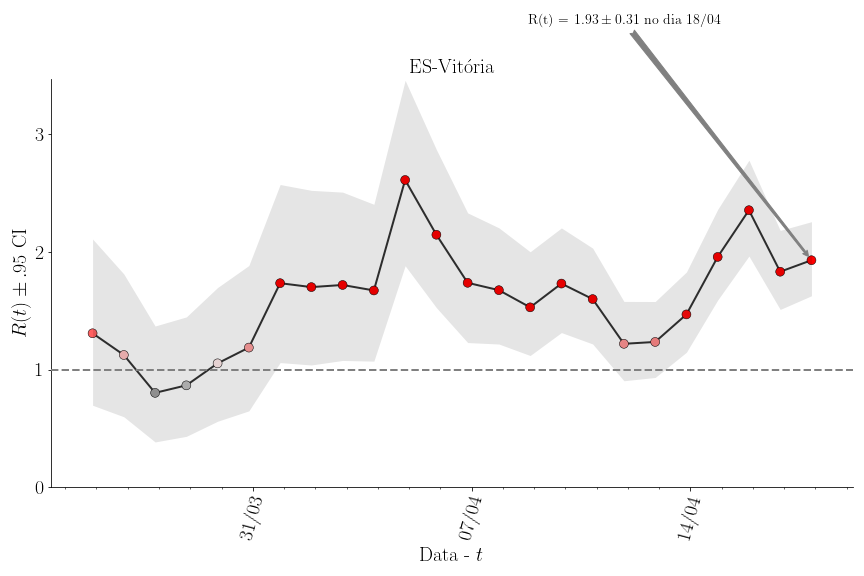 R(t) = 1.93 ± 0.31 no dia 18/04
ES-Vitória
3
2
1
0
R(t) ± .95 CI
31/03
07/04
14/04
Data - t